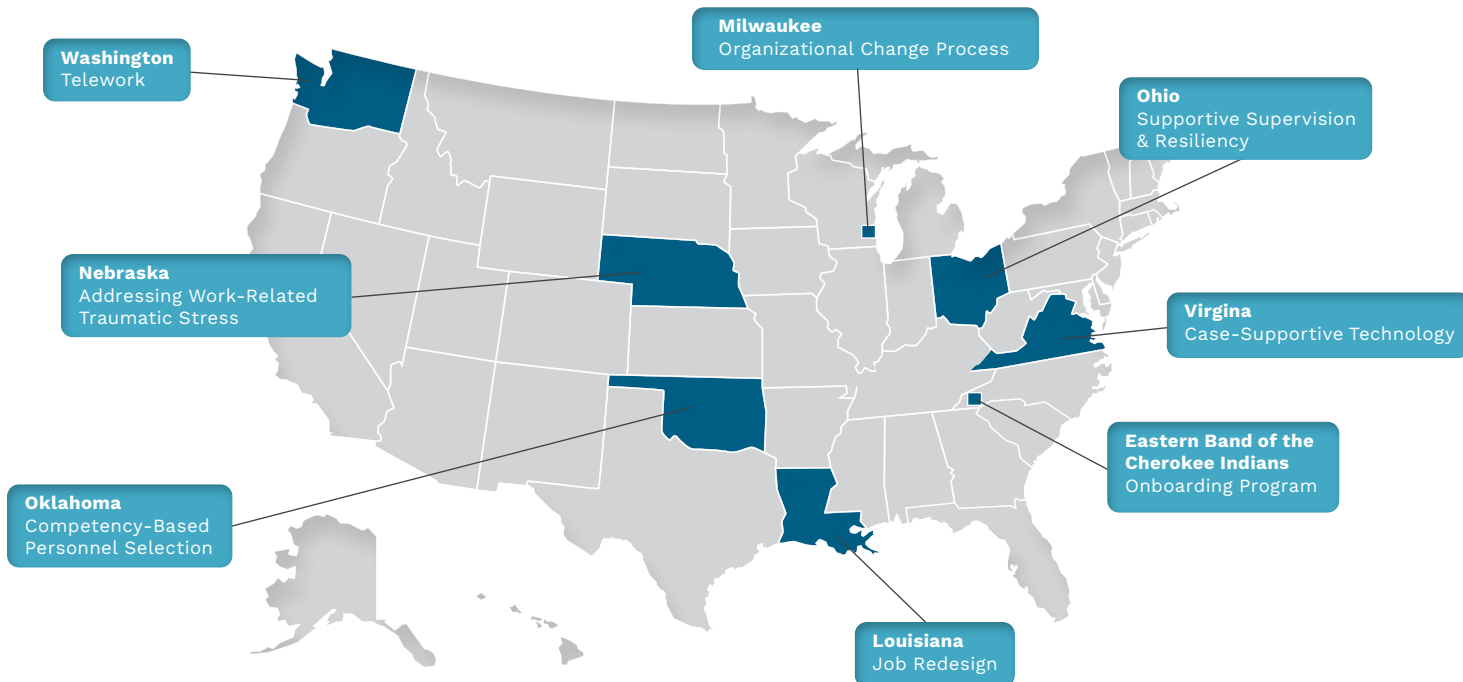 Washington
Telework
Milwaukee
Organizational Change Process
Ohio
Supportive Supervision
& Resiliency
Nebraska
Addressing Work-Related
Traumatic Stress
Virgina
Case-Supportive Technology
Eastern Band of the
Cherokee Indians
Onboarding Program
Oklahoma
Competency-Based
Personnel Selection
Louisiana
Job Redesign